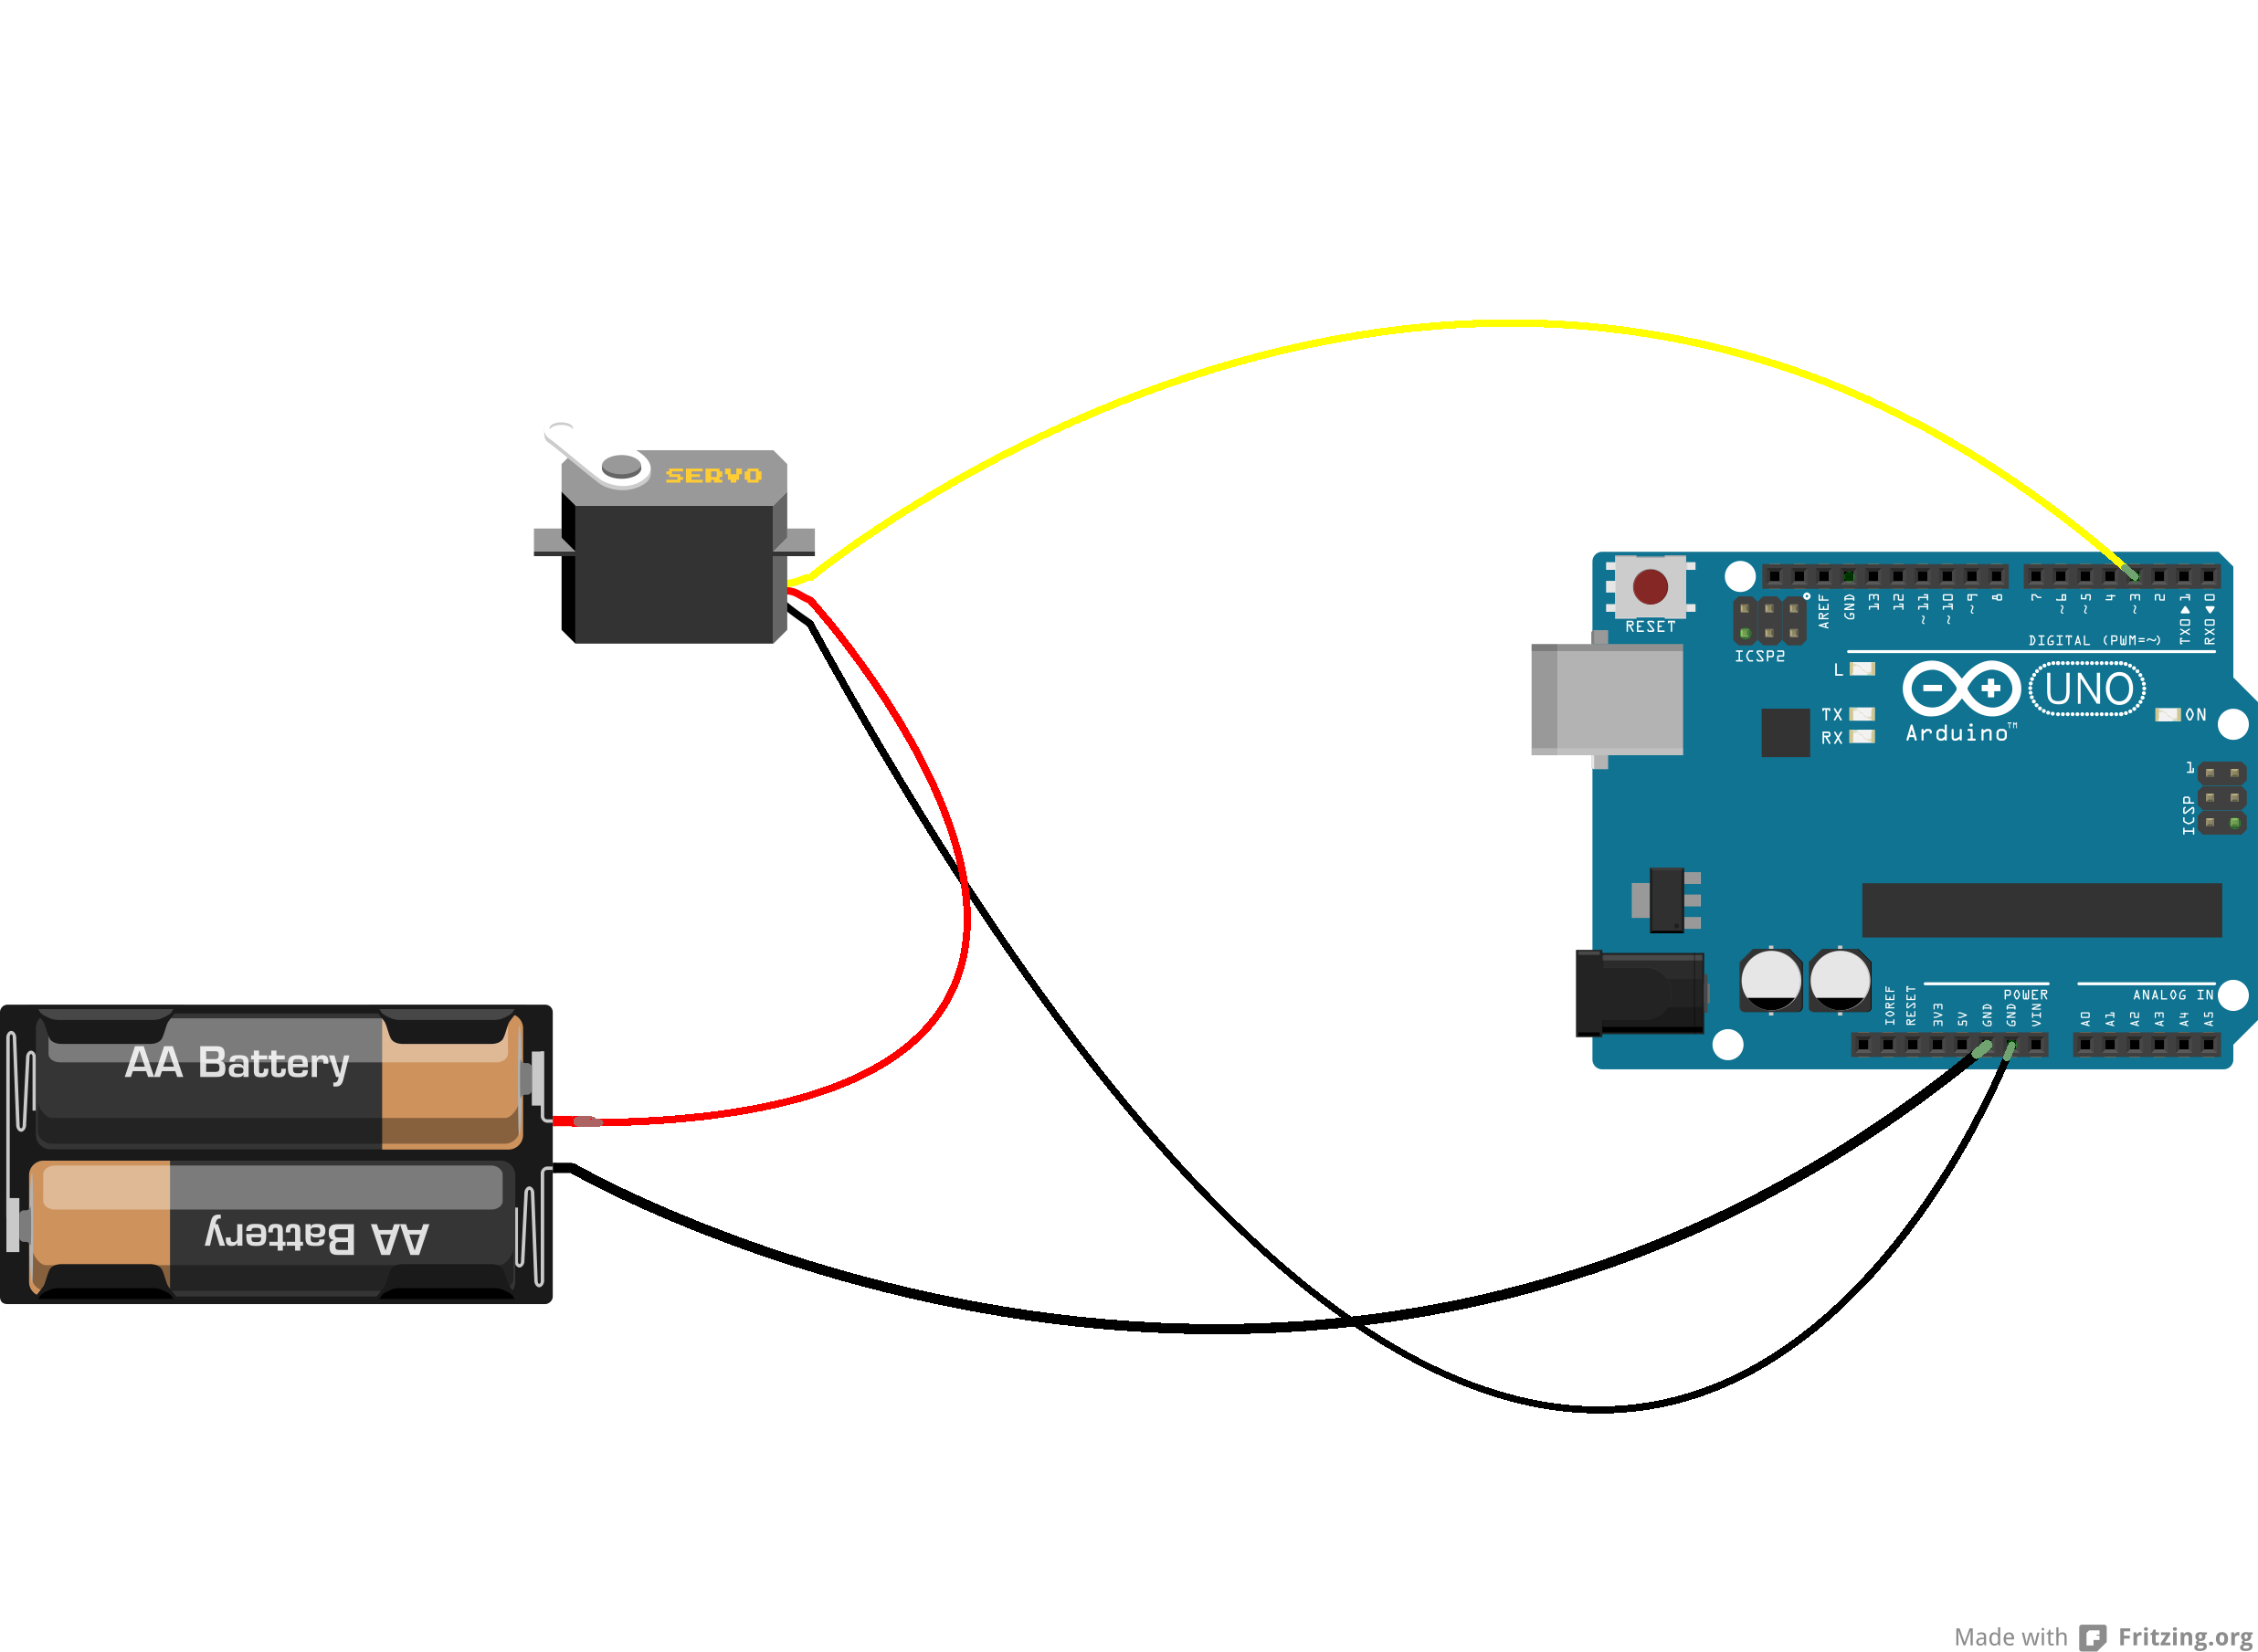 SERVO
RESET
ICSP2
AREF
GND
13
12
~11
~10
~9
8
7
~6
~5
4
~3
2
TX0▶1
RX0◀0
DIGITAL (PWM=~)
L
TX
RX
UNO
Arduino™
ON
1
ICSP
POWER
ANALOG IN
IOREF
RESET
3V3
5V
GND
GND
VIN
A0
A1
A2
A3
A4
A5
AA Battery
AA Battery
Made with Fritzing.org